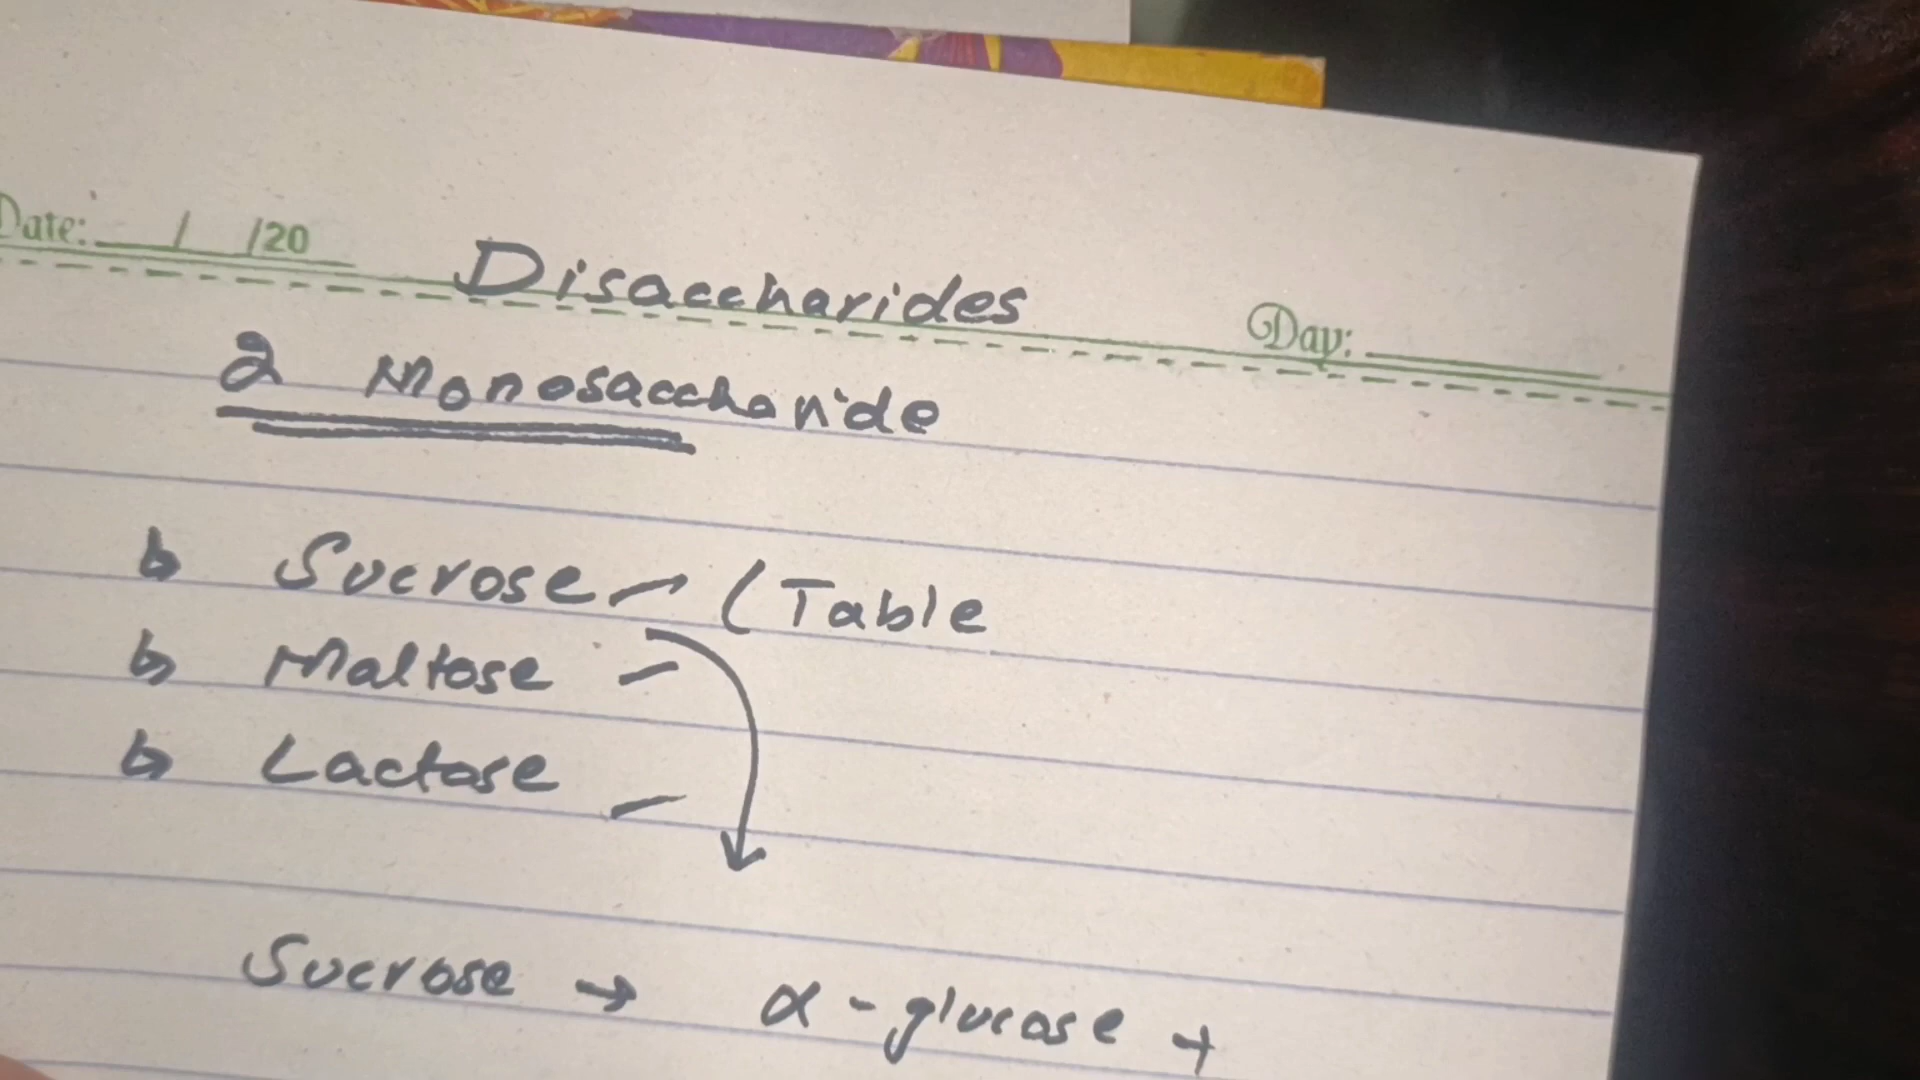 Date: / /20
Disaccharides
Day:
2 Monosaccharide
Sucrose – (Table
Maltose –
Lactose –
Sucrose → α - glucose +